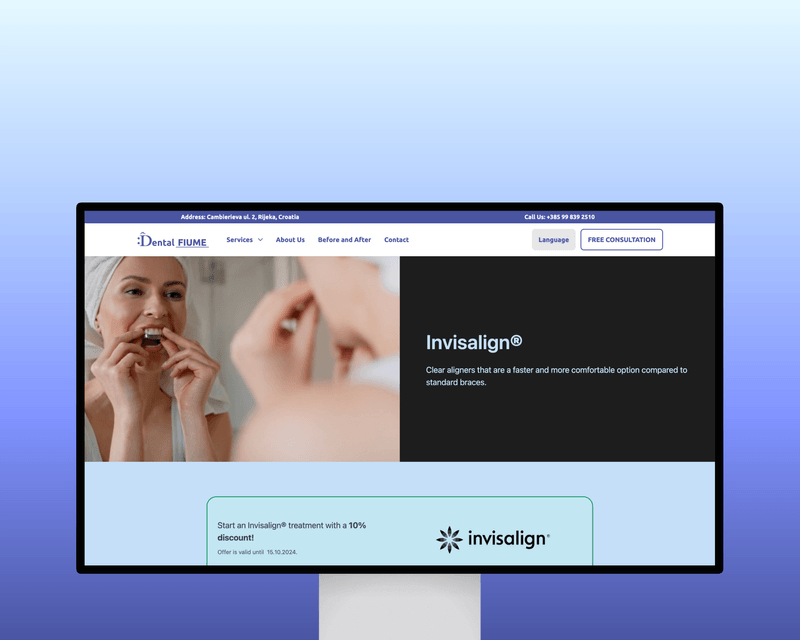 Address: Cambierieva ul. 2, Rijeka, Croatia
Call Us: +385 99 839 2510
:Dental FIUME
Services
About Us
Before and After
Contact
Language
FREE CONSULTATION
Invisalign®
Clear aligners that are a faster and more comfortable option compared to
standard braces.
Start an Invisalign® treatment with a 10%
discount!
Offer is valid until 15.10.2024.
invisalign®